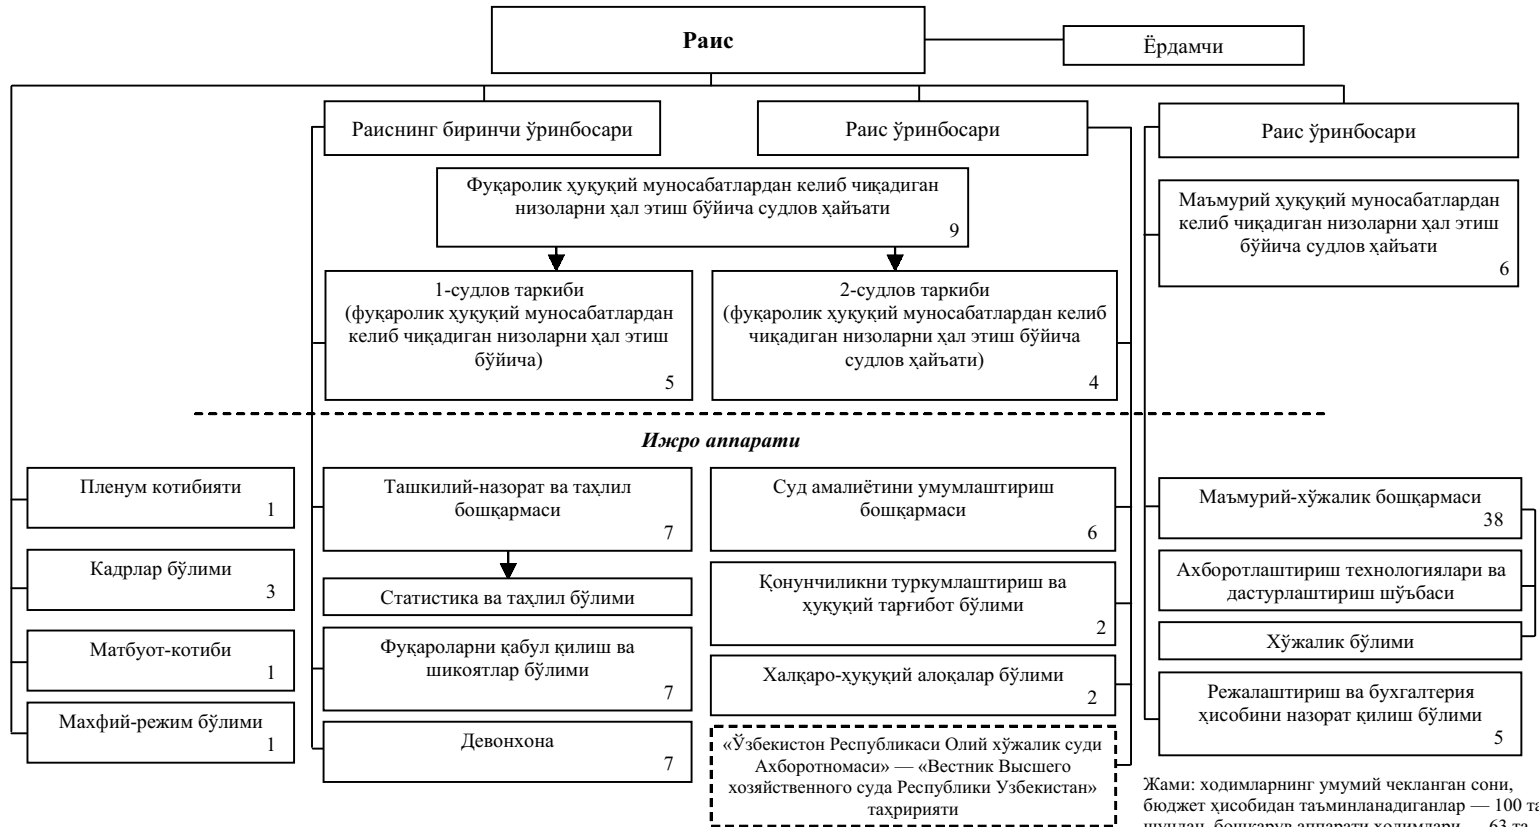 Раис
Ёрдамчи
Раиснинг биринчи ўринбосари
Раис ўринбосари
Раис ўринбосари
Фуқаролик ҳуқуқий муносабатлардан келиб чиқадиган
низоларни ҳал этиш бўйича судлов ҳайъати
9
Маъмурий ҳуқуқий муносабатлардан
келиб чиқадиган низоларни ҳал этиш
бўйича судлов ҳайъати
6
1-судлов таркиби
(фуқаролик ҳуқуқий муносабатлардан
келиб чиқадиган низоларни ҳал этиш
бўйича)
5
2-судлов таркиби
(фуқаролик ҳуқуқий муносабатлардан келиб
чиқадиган низоларни ҳал этиш бўйича
судлов ҳайъати)
4
Ижро аппарати
Пленум котибияти
1
Кадрлар бўлими
3
Матбуот-котиби
1
Махфий-режим бўлими
1
Ташкилий-назорат ва таҳлил
бошқармаси
7
Статистика ва таҳлил бўлими
Фуқароларни қабул қилиш ва
шикоятлар бўлими
7
Девонхона
7
Суд амалиётини умумлаштириш
бошқармаси
6
Қонунчиликни туркумлаштириш ва
ҳуқуқий тарғибот бўлими
2
Халқаро-ҳуқуқий алоқалар бўлими
2
«Ўзбекистон Республикаси Олий хўжалик суди
Ахборотномаси» — «Вестник Высшего
хозяйственного суда Республики Узбекистан»
таҳририяти
Маъмурий-хўжалик бошқармаси
38
Ахборотлаштириш технологиялари ва
дастурлаштириш шўъбаси
Хўжалик бўлими
Режалаштириш ва бухгалтерия
ҳисобини назорат қилиш бўлими
5
Жами: ходимларнинг умумий чекланган сони,
бюджет ҳисобидан таъминланадиганлар — 100 та
шундан, бошқарув аппарати ходимлари — 63 та